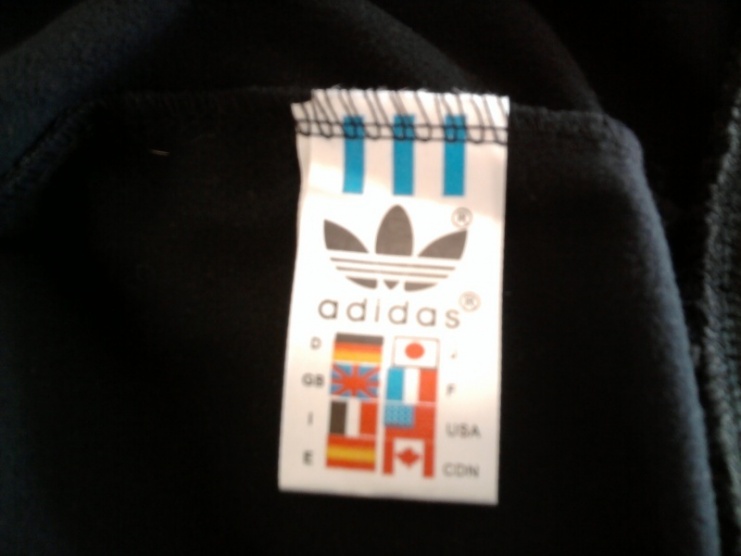 ®
adidas®
D J
GB F
I USA
E CDN